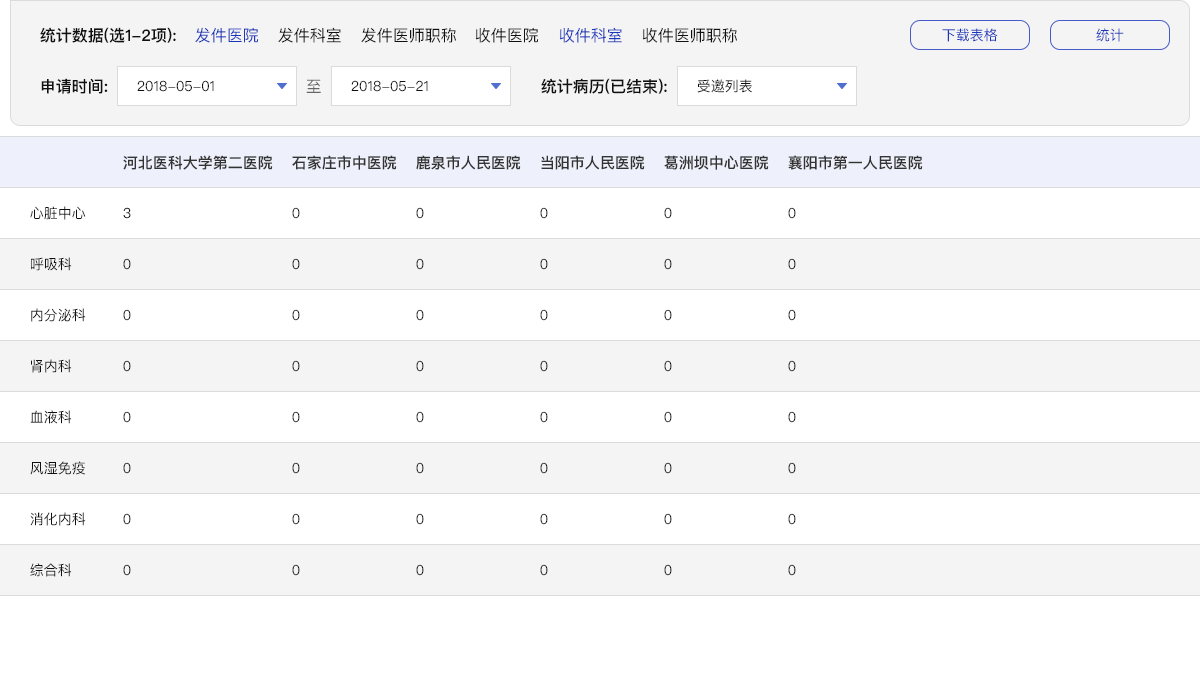 统计数据(选1-2项): 发件医院 发件科室 发件医师职称 收件医院 收件科室 收件医师职称 下载表格 统计
申请时间: 2018-05-01 至 2018-05-21 统计病历(已结束): 受邀列表
河北医科大学第二医院 石家庄市中医院 鹿泉市人民医院 当阳市人民医院 葛洲坝中心医院 襄阳市第一人民医院
心脏中心 3 0 0 0 0 0
呼吸科 0 0 0 0 0 0
内分泌科 0 0 0 0 0 0
肾内科 0 0 0 0 0 0
血液科 0 0 0 0 0 0
风湿免疫 0 0 0 0 0 0
消化内科 0 0 0 0 0 0
综合科 0 0 0 0 0 0